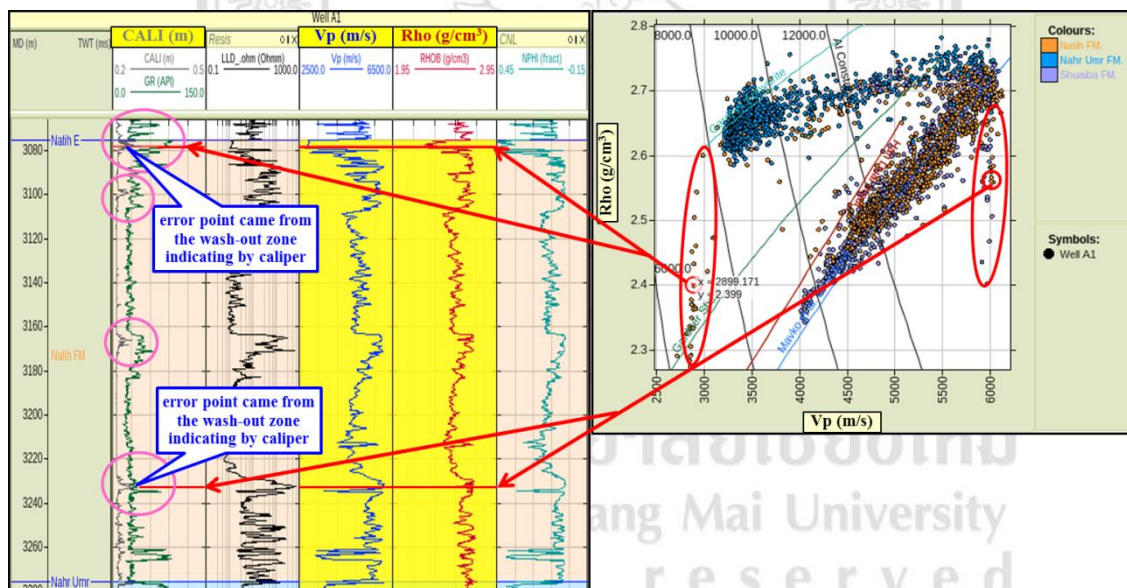 Well A1
MD (m)
TWT (ms)
CALI (m)
Resis
Vp (m/s)
Rho (g/cm³)
CNL
CALI (m)
0.2 0.5
GR (API)
0.0 150.0
LLD_.ohm (Ohmm)
0.1 1000.0
Vp (m/s)
2500.0 6500.0
RHOB (g/cm3)
1.95 2.95
NPHI (fract)
0.45 -0.15
Natih E
3080
3100
3120
3140
3160
Natih FM.
3180
3200
3220
3240
3260
Nahr Umr
3280
error point came from
the wash-out zone
indicating by caliper
error point came from
the wash-out zone
indicating by caliper
8000.0 10000.0 12000.0
AI Const
6000.0
x = 2899.171
y = 2.399
2.8
2.7
2.6
2.5
2.4
2.3
Rho (g/cm³)
2500 3000 3500 4000 4500 5000 5500 6000
Vp (m/s)
Colours:
Natih FM.
Nahr Umr FM.
Shuaiba FM.
Symbols:
Well A1
ang Mai University
r e s e r v e d